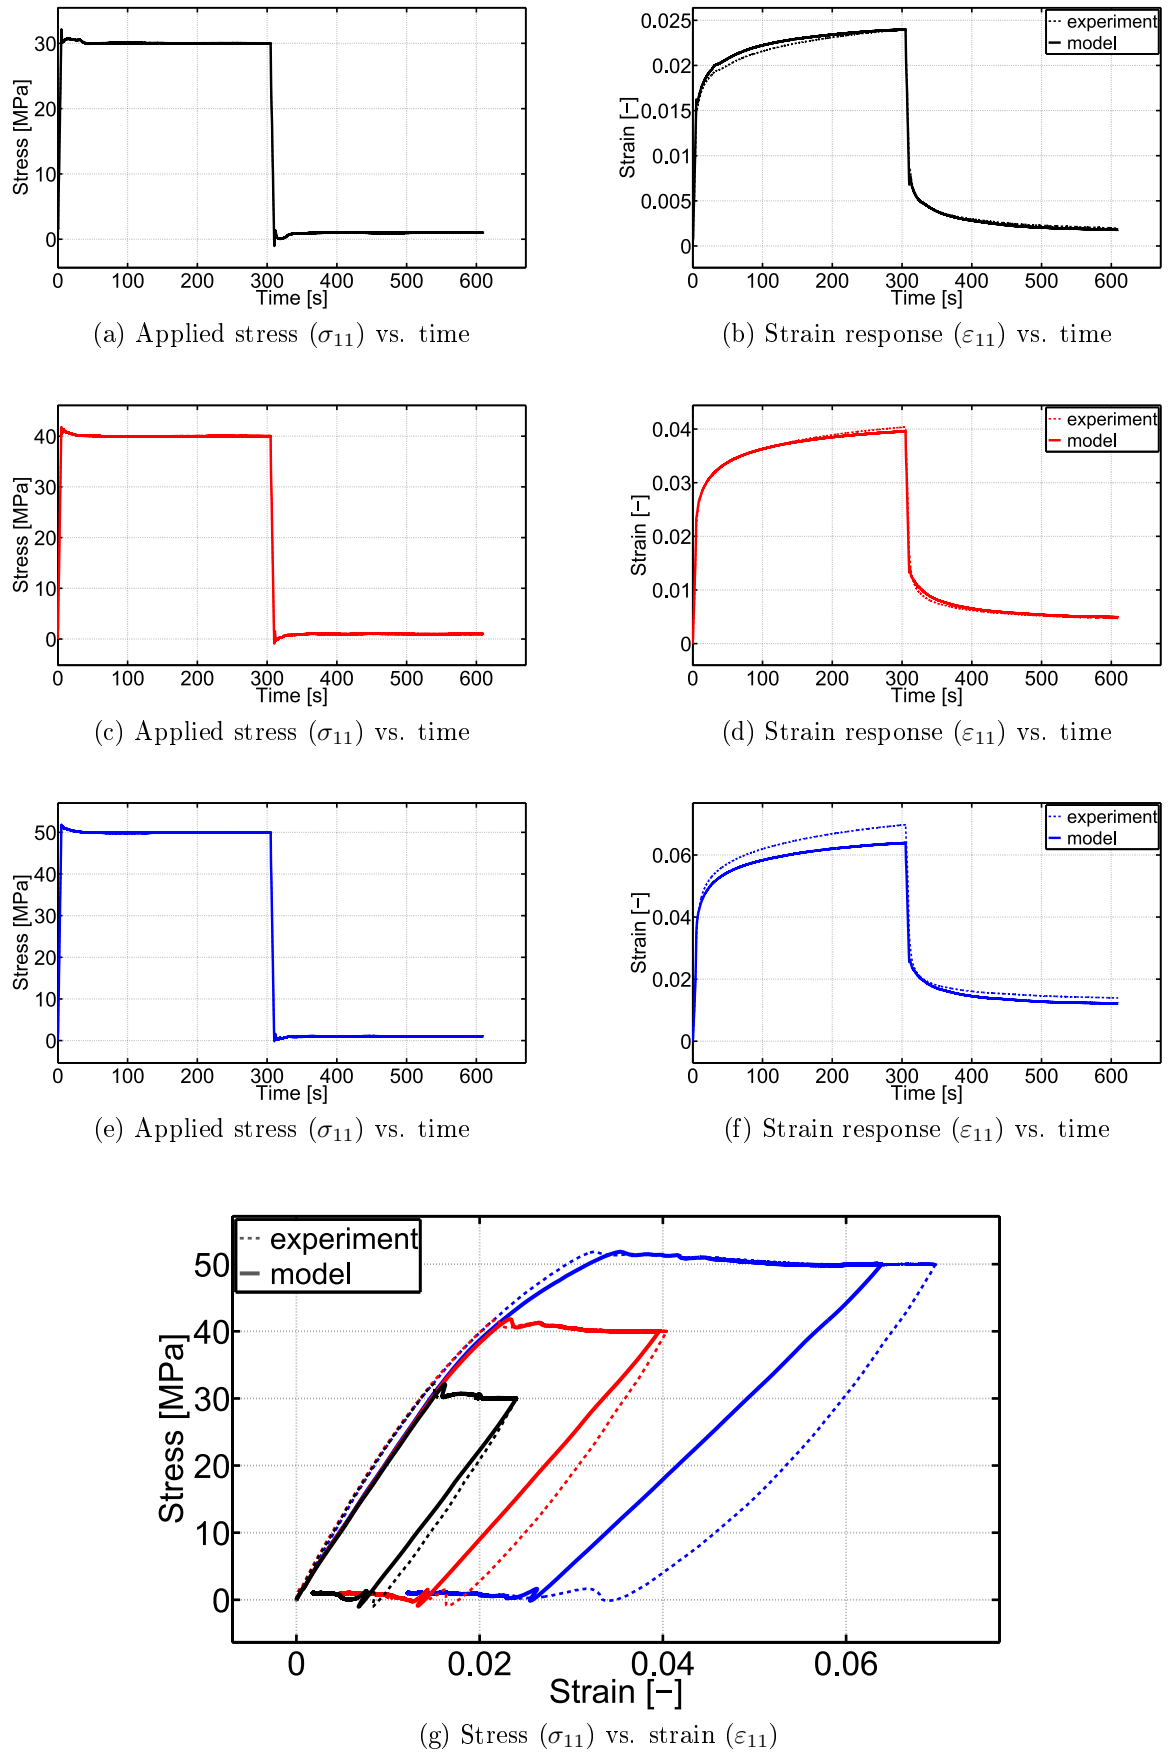 30
20
10
0
Stress [MPa]
0 100 200 300 400 500 600
Time [s]
(a) Applied stress (σ11) vs. time
0.025
0.02
0.015
0.01
0.005
0
Strain [−]
experiment
model
0 100 200 300 400 500 600
Time [s]
(b) Strain response (ε11) vs. time
40
30
20
10
0
Stress [MPa]
0 100 200 300 400 500 600
Time [s]
(c) Applied stress (σ11) vs. time
0.04
0.03
0.02
0.01
0
Strain [−]
experiment
model
0 100 200 300 400 500 600
Time [s]
(d) Strain response (ε11) vs. time
50
40
30
20
10
0
Stress [MPa]
0 100 200 300 400 500 600
Time [s]
(e) Applied stress (σ11) vs. time
0.06
0.04
0.02
0
Strain [−]
experiment
model
0 100 200 300 400 500 600
Time [s]
(f) Strain response (ε11) vs. time
experiment
model
50
40
30
20
10
0
Stress [MPa]
0 0.02 0.04 0.06
Strain [−]
(g) Stress (σ11) vs. strain (ε11)